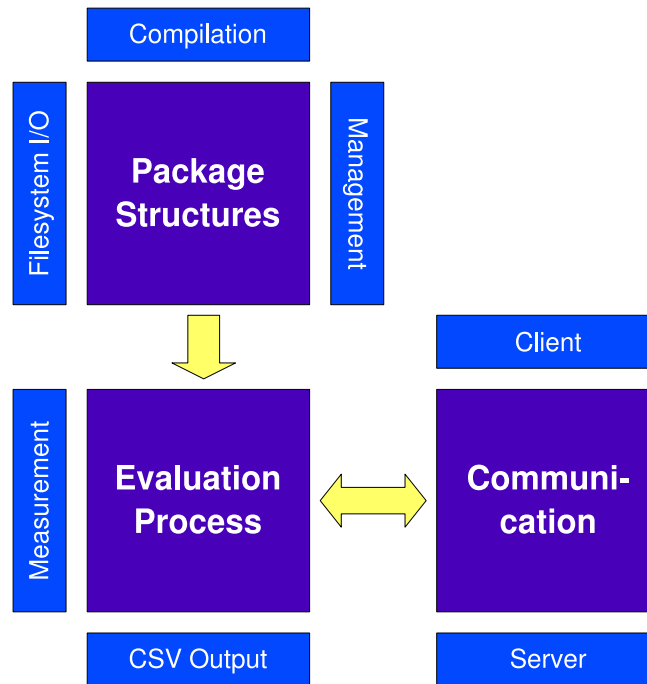 Compilation
Filesystem I/O
Package
Structures
Management
Client
Measurement
Evaluation
Process
Communi-
cation
CSV Output
Server